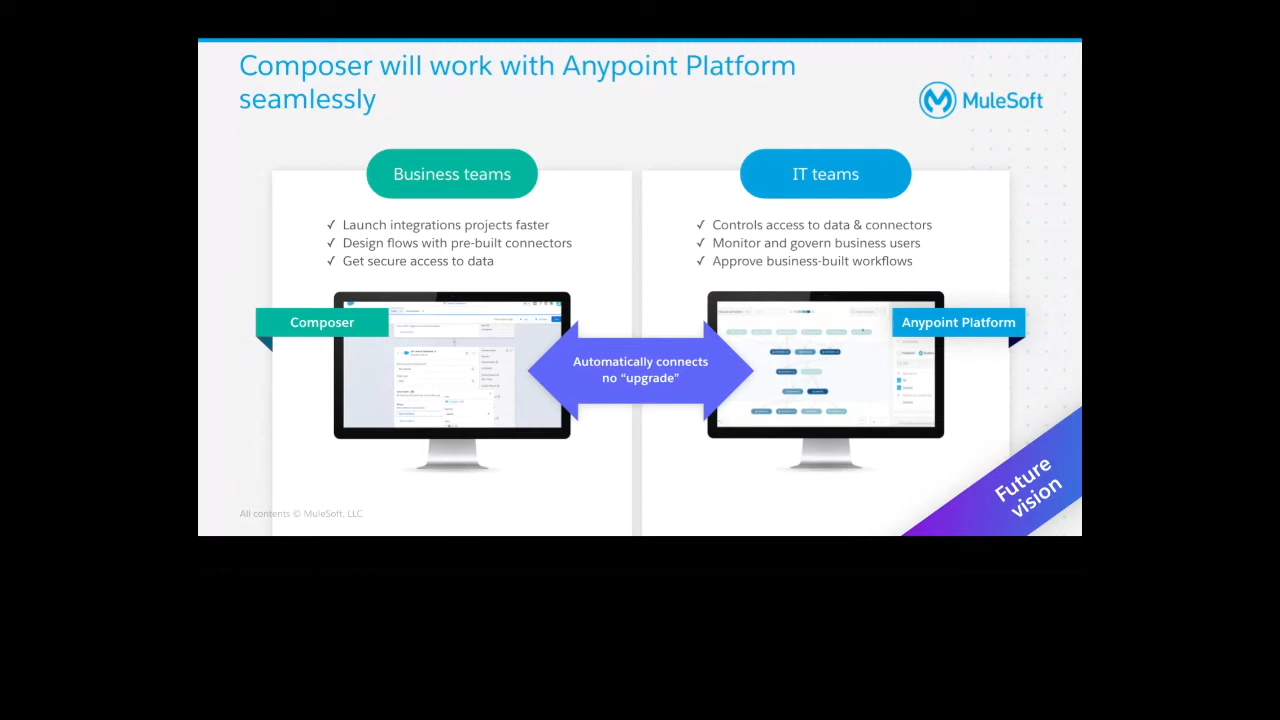 Composer will work with Anypoint Platform
seamlessly
MuleSoft
Business teams
✓ Launch integrations projects faster
✓ Design flows with pre-built connectors
✓ Get secure access to data
IT teams
✓ Controls access to data & connectors
✓ Monitor and govern business users
✓ Approve business-built workflows
Composer
Automatically connects
no “upgrade”
Anypoint Platform
Future
vision
All contents © MuleSoft, LLC